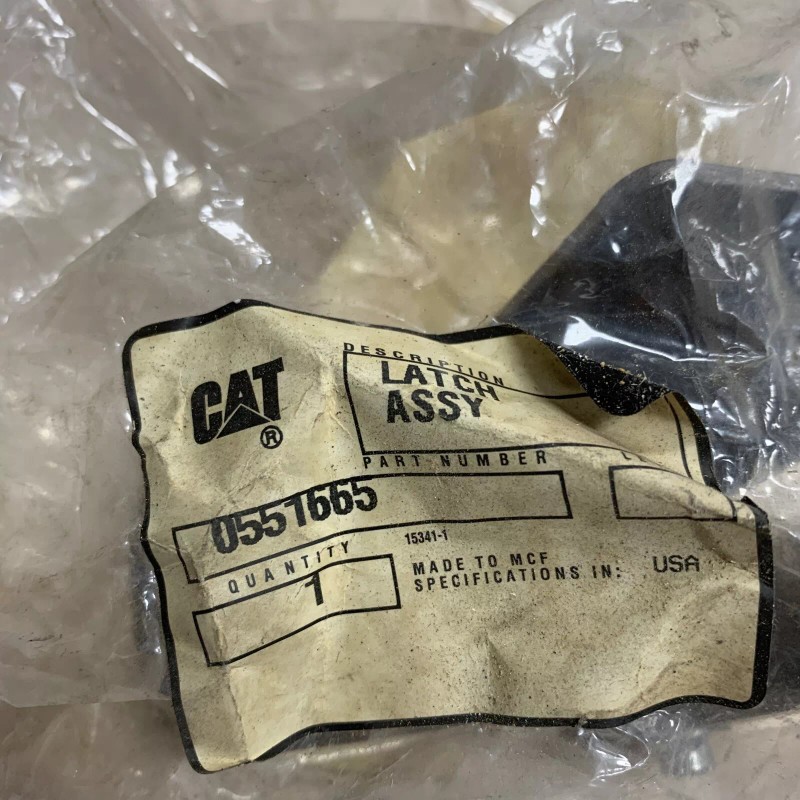 CAT
®
DESCRIPTION
LATCH
ASSY
PART NUMBER
0551665
15341-1
QUANTITY
1
MADE TO MCF
SPECIFICATIONS IN: USA